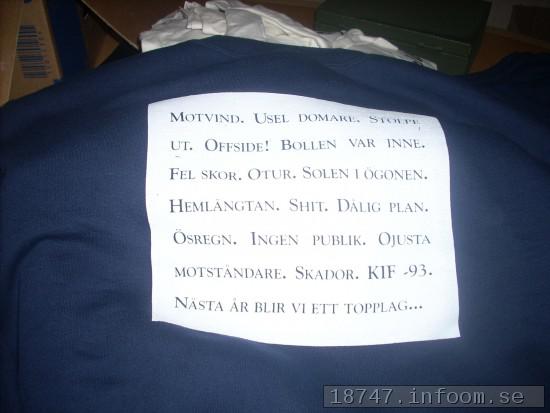 MOTVIND. USEL DOMARE. STOLPE
UT. OFFSIDE! BOLLEN VAR INNE.
FEL SKOR. OTUR. SOLEN I ÖGONEN.
HEMLÄNGTAN. SHIT. DÅLIG PLAN.
ÖSREGN. INGEN PUBLIK. OJUSTA
MOTSTÅNDARE. SKADOR. KIF -93.
NÄSTA ÅR BLIR VI ETT TOPPLAG...
18747.infoom.se